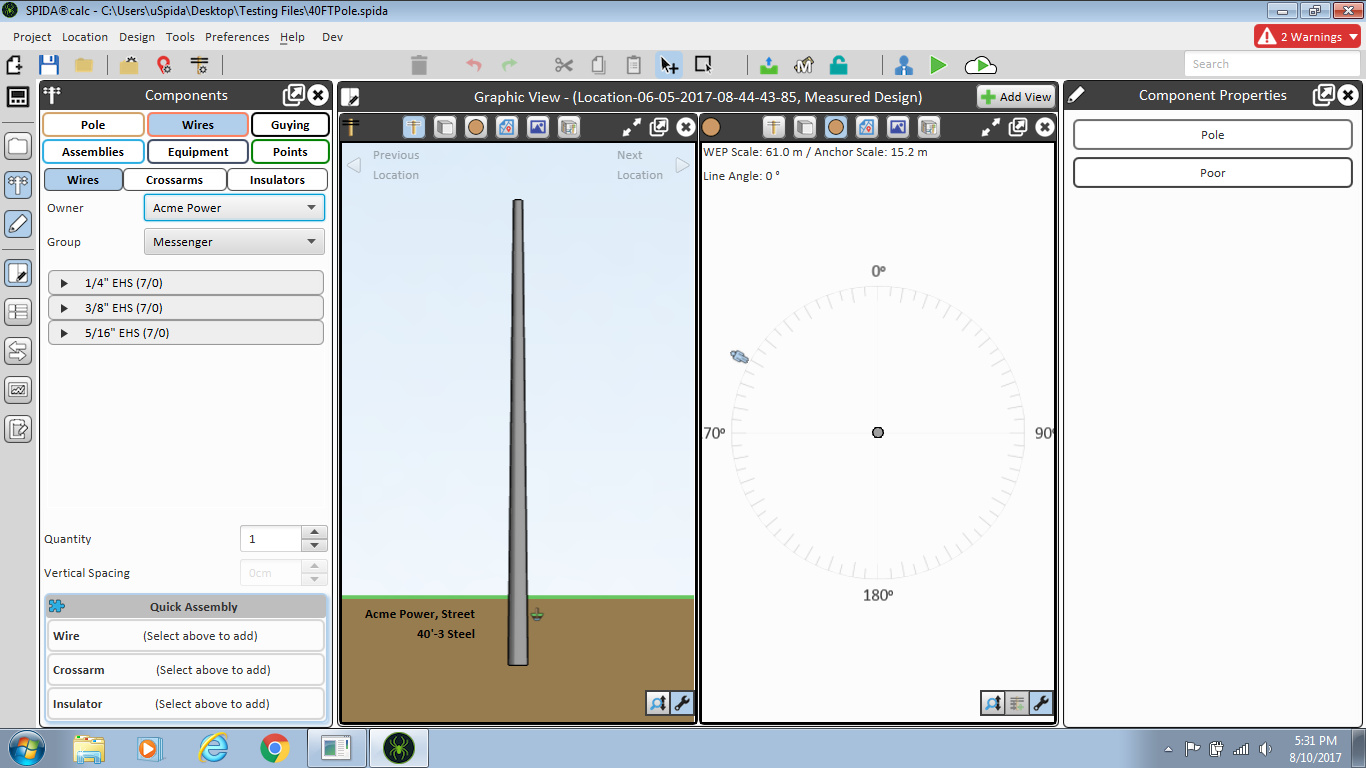 SPIDA®calc - C:\Users\uSpida\Desktop\Testing Files\40FTPole.spida
Project Location Design Tools Preferences Help Dev
2 Warnings
Search
Components
Pole Wires Guying
Assemblies Equipment Points
Wires Crossarms Insulators
Owner Acme Power
Group Messenger
1/4" EHS (7/0)
3/8" EHS (7/0)
5/16" EHS (7/0)
Quantity 1
Vertical Spacing 0cm
Quick Assembly
Wire (Select above to add)
Crossarm (Select above to add)
Insulator (Select above to add)
Graphic View - (Location-06-05-2017-08-44-43-85, Measured Design)
Add View
Previous
Location
Next
Location
Acme Power, Street
40'-3 Steel
WEP Scale: 61.0 m / Anchor Scale: 15.2 m
Line Angle: 0 °
0º
70º
90º
180º
Component Properties
Pole
Poor
5:31 PM
8/10/2017